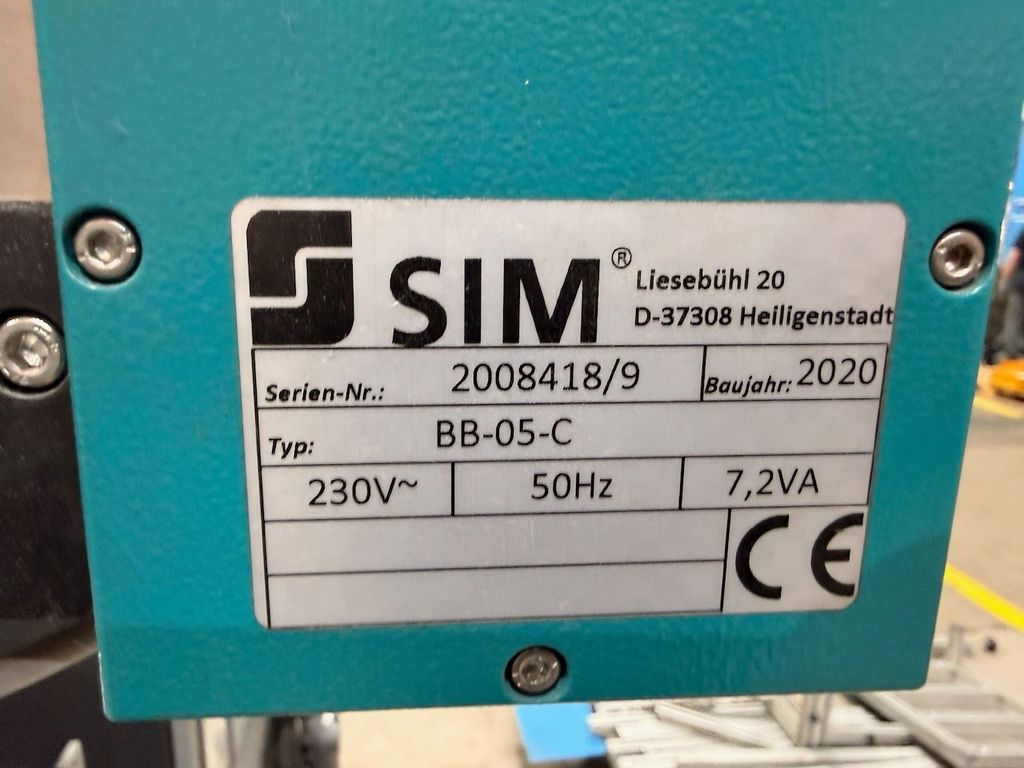 SIM®
Liesebühl 20
D-37308 Heiligenstadt
Serien-Nr.: 2008418/9 Baujahr: 2020
Typ: BB-05-C
230V~ 50Hz 7,2VA
CE